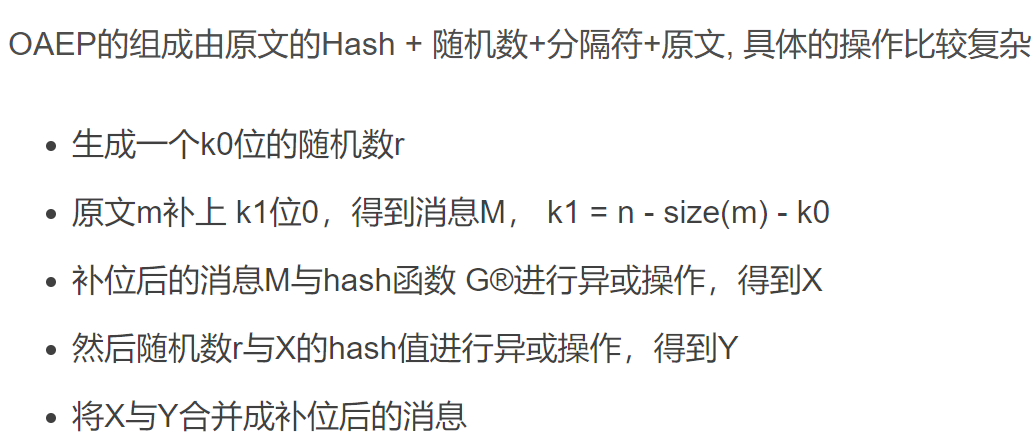 OAEP的组成由原文的Hash + 随机数+分隔符+原文, 具体的操作比较复杂
• 生成一个k0位的随机数r
• 原文m补上 k1位0，得到消息M， k1 = n - size(m) - k0
• 补位后的消息M与hash函数 G®进行异或操作，得到X
• 然后随机数r与X的hash值进行异或操作，得到Y
• 将X与Y合并成补位后的消息